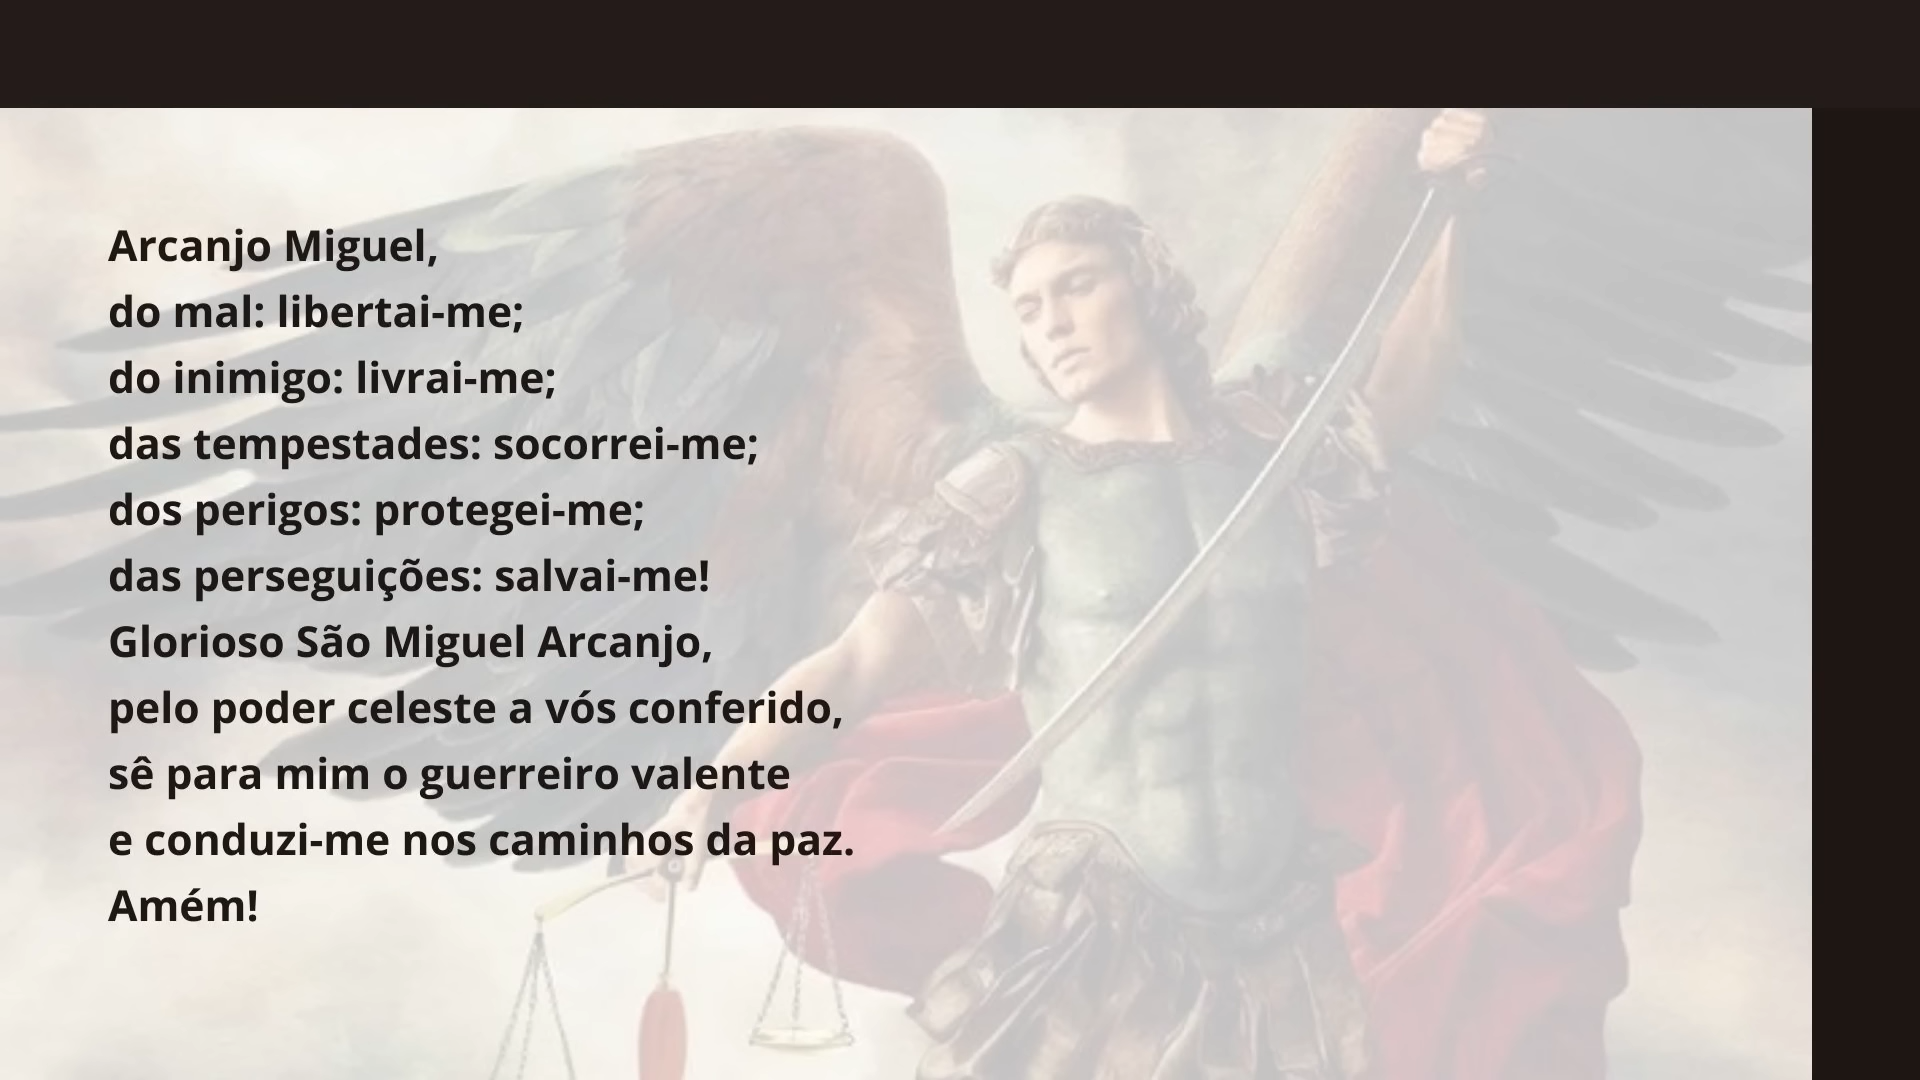 Arcanjo Miguel,
do mal: libertai-me;
do inimigo: livrai-me;
das tempestades: socorrei-me;
dos perigos: protegei-me;
das perseguições: salvai-me!
Glorioso São Miguel Arcanjo,
pelo poder celeste a vós conferido,
sê para mim o guerreiro valente
e conduzi-me nos caminhos da paz.
Amém!